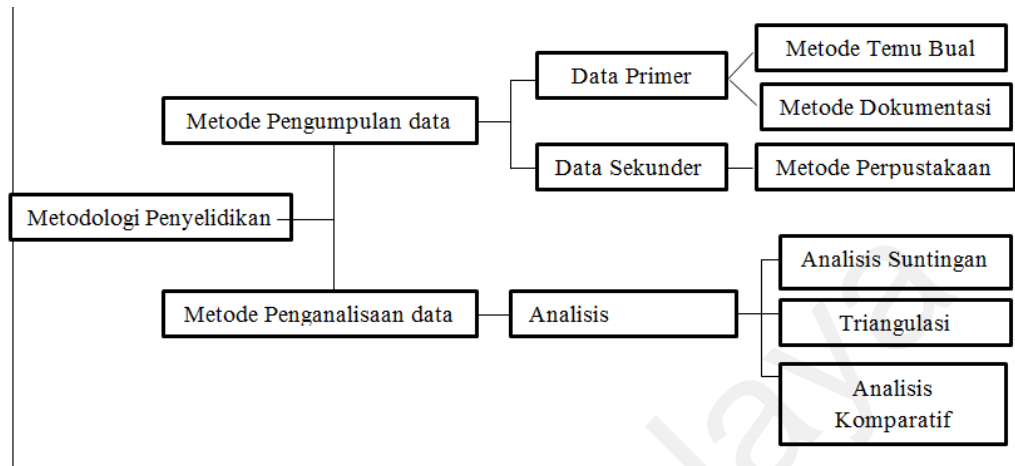 Metode Temu Bual
Data Primer
Metode Dokumentasi
Metode Pengumpulan data
Data Sekunder
Metode Perpustakaan
Metodologi Penyelidikan
Analisis Suntingan
Metode Penganalisaan data
Analisis
Triangulasi
Analisis
Komparatif
laya